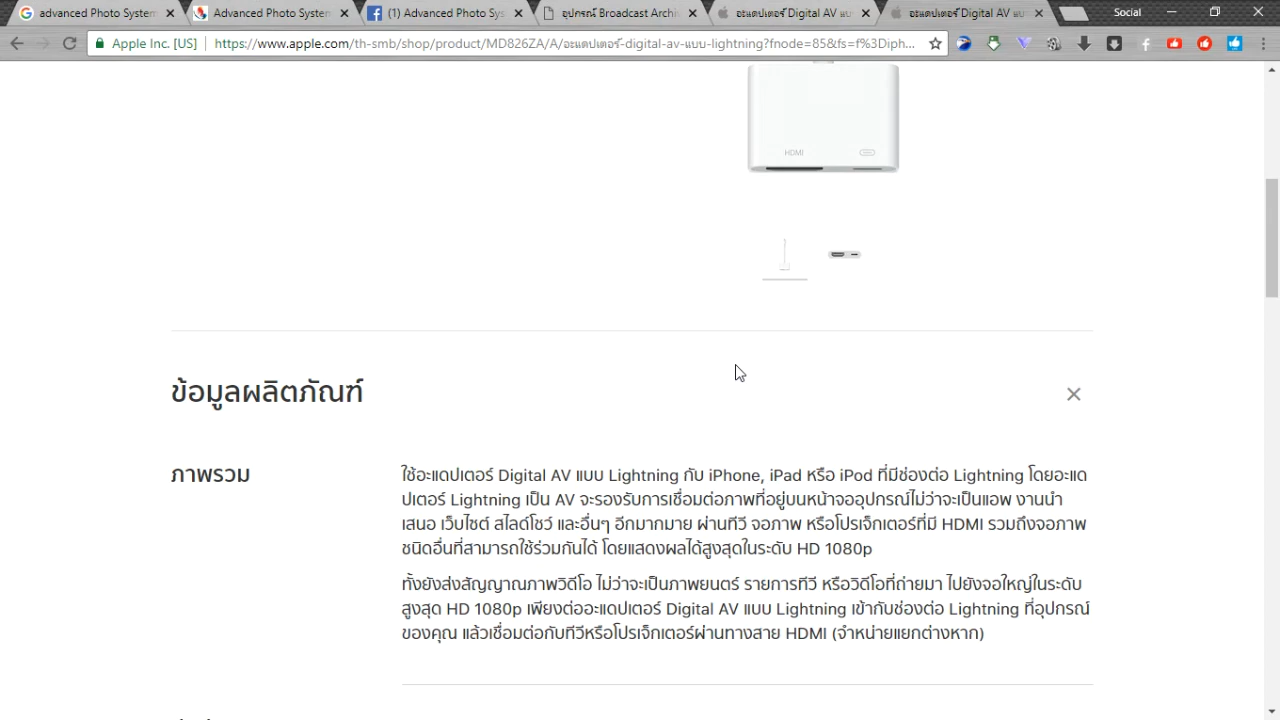 advanced Photo System
Advanced Photo System
(1) Advanced Photo Sys
อุปกรณ์ Broadcast Archi
อะแดปเตอร์ Digital AV แบบ
อะแดปเตอร์ Digital AV แบบ
Social
Apple Inc. [US]
https://www.apple.com/th-smb/shop/product/MD826ZA/A/อะแดปเตอร์-digital-av-แบบ-lightning?fnode=85&fs=f%3Diph...
HDMI
ข้อมูลผลิตภัณฑ์
ภาพรวม
ใช้อะแดปเตอร์ Digital AV แบบ Lightning กับ iPhone, iPad หรือ iPod ที่มีช่องต่อ Lightning โดยอะแด
ปเตอร์ Lightning เป็น AV จะรองรับการเชื่อมต่อภาพที่อยู่บนหน้าจออุปกรณ์ไม่ว่าจะเป็นแอพ งานนำ
เสนอ เว็บไซต์ สไลด์โชว์ และอื่นๆ อีกมากมาย ผ่านทีวี จอภาพ หรือโปรเจ็กเตอร์ที่มี HDMI รวมถึงจอภาพ
ชนิดอื่นที่สามารถใช้ร่วมกันได้ โดยแสดงผลได้สูงสุดในระดับ HD 1080p
ทั้งยังส่งสัญญาณภาพวิดีโอ ไม่ว่าจะเป็นภาพยนตร์ รายการทีวี หรือวิดีโอที่ถ่ายมา ไปยังจอใหญ่ในระดับ
สูงสุด HD 1080p เพียงต่ออะแดปเตอร์ Digital AV แบบ Lightning เข้ากับช่องต่อ Lightning ที่อุปกรณ์
ของคุณ แล้วเชื่อมต่อกับทีวีหรือโปรเจ็กเตอร์ผ่านทางสาย HDMI (จำหน่ายแยกต่างหาก)